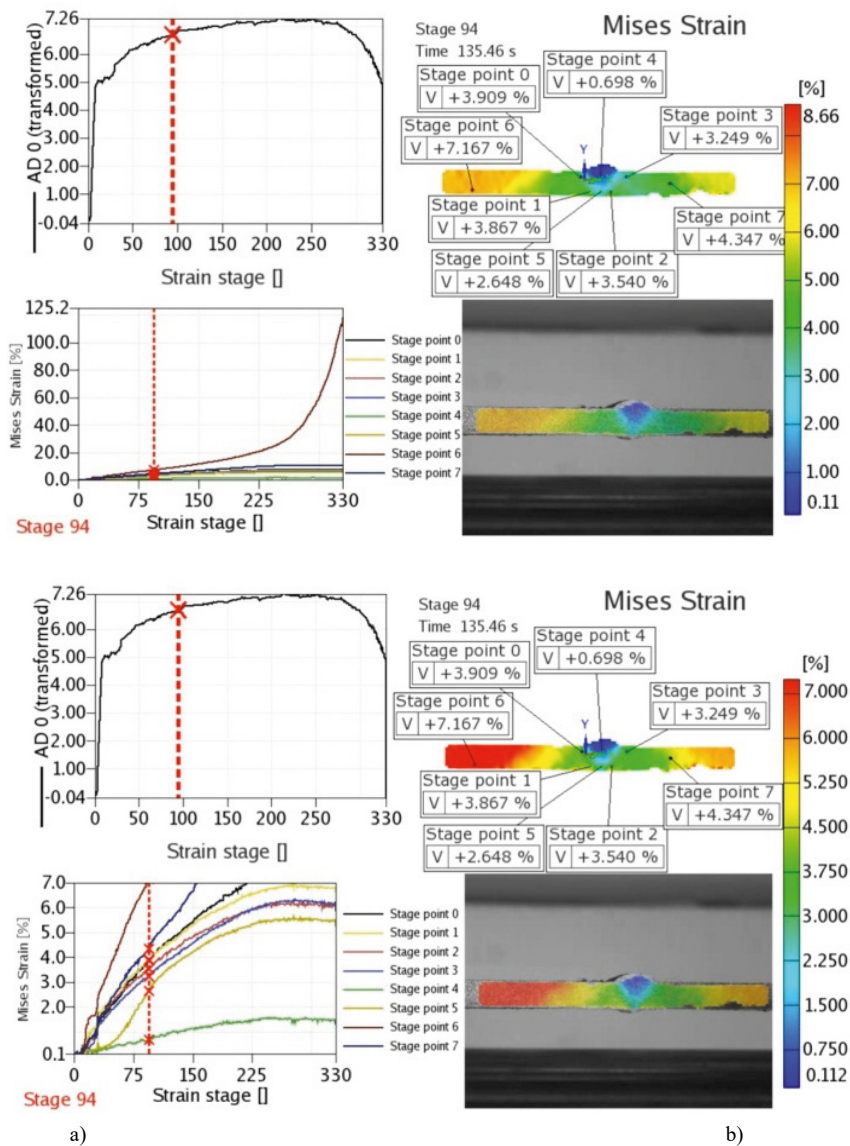 7.26
6.00
5.00
4.00
3.00
2.00
1.00
-0.04
AD 0 (transformed)
0
50
100
150
200
250
330
Strain stage []
Stage 94
Time 135.46 s
Mises Strain
Stage point 4
V +0.698 %
Stage point 0
V +3.909 %
Stage point 3
V +3.249 %
Stage point 6
V +7.167 %
Y
Stage point 1
V +3.867 %
Stage point 7
V +4.347%
Stage point 5
V +2.648 %
Stage point 2
V +3.540 %
[%]
8.66
7.00
6.00
5.00
4.00
3.00
2.00
1.00
0.11
125.2
100.0
80.0
60.0
40.0
20.0
0.0
Mises Strain [%]
0
75
150
225
330
Strain stage []
Stage 94
Stage point 0
Stage point 1
Stage point 2
Stage point 3
Stage point 4
Stage point 5
Stage point 6
Stage point 7
7.26
6.00
5.00
4.00
3.00
2.00
1.00
-0.04
AD 0 (transformed)
0
50
100
150
200
250
330
Strain stage []
Stage 94
Time 135.46 s
Mises Strain
Stage point 4
V +0.698 %
Stage point 0
V +3.909 %
Stage point 3
V +3.249 %
Stage point 6
V +7.167 %
Y
Stage point 1
V +3.867 %
Stage point 7
V +4.347 %
Stage point 5
V +2.648 %
Stage point 2
V +3.540 %
[%]
7.000
6.000
5.250
4.500
3.750
3.000
2.250
1.500
0.750
0.112
7.0
6.0
5.0
4.0
3.0
2.0
0.1
Mises Strain [%]
0
75
150
225
330
Strain stage []
Stage 94
Stage point 0
Stage point 1
Stage point 2
Stage point 3
Stage point 4
Stage point 5
Stage point 6
Stage point 7
a)
b)